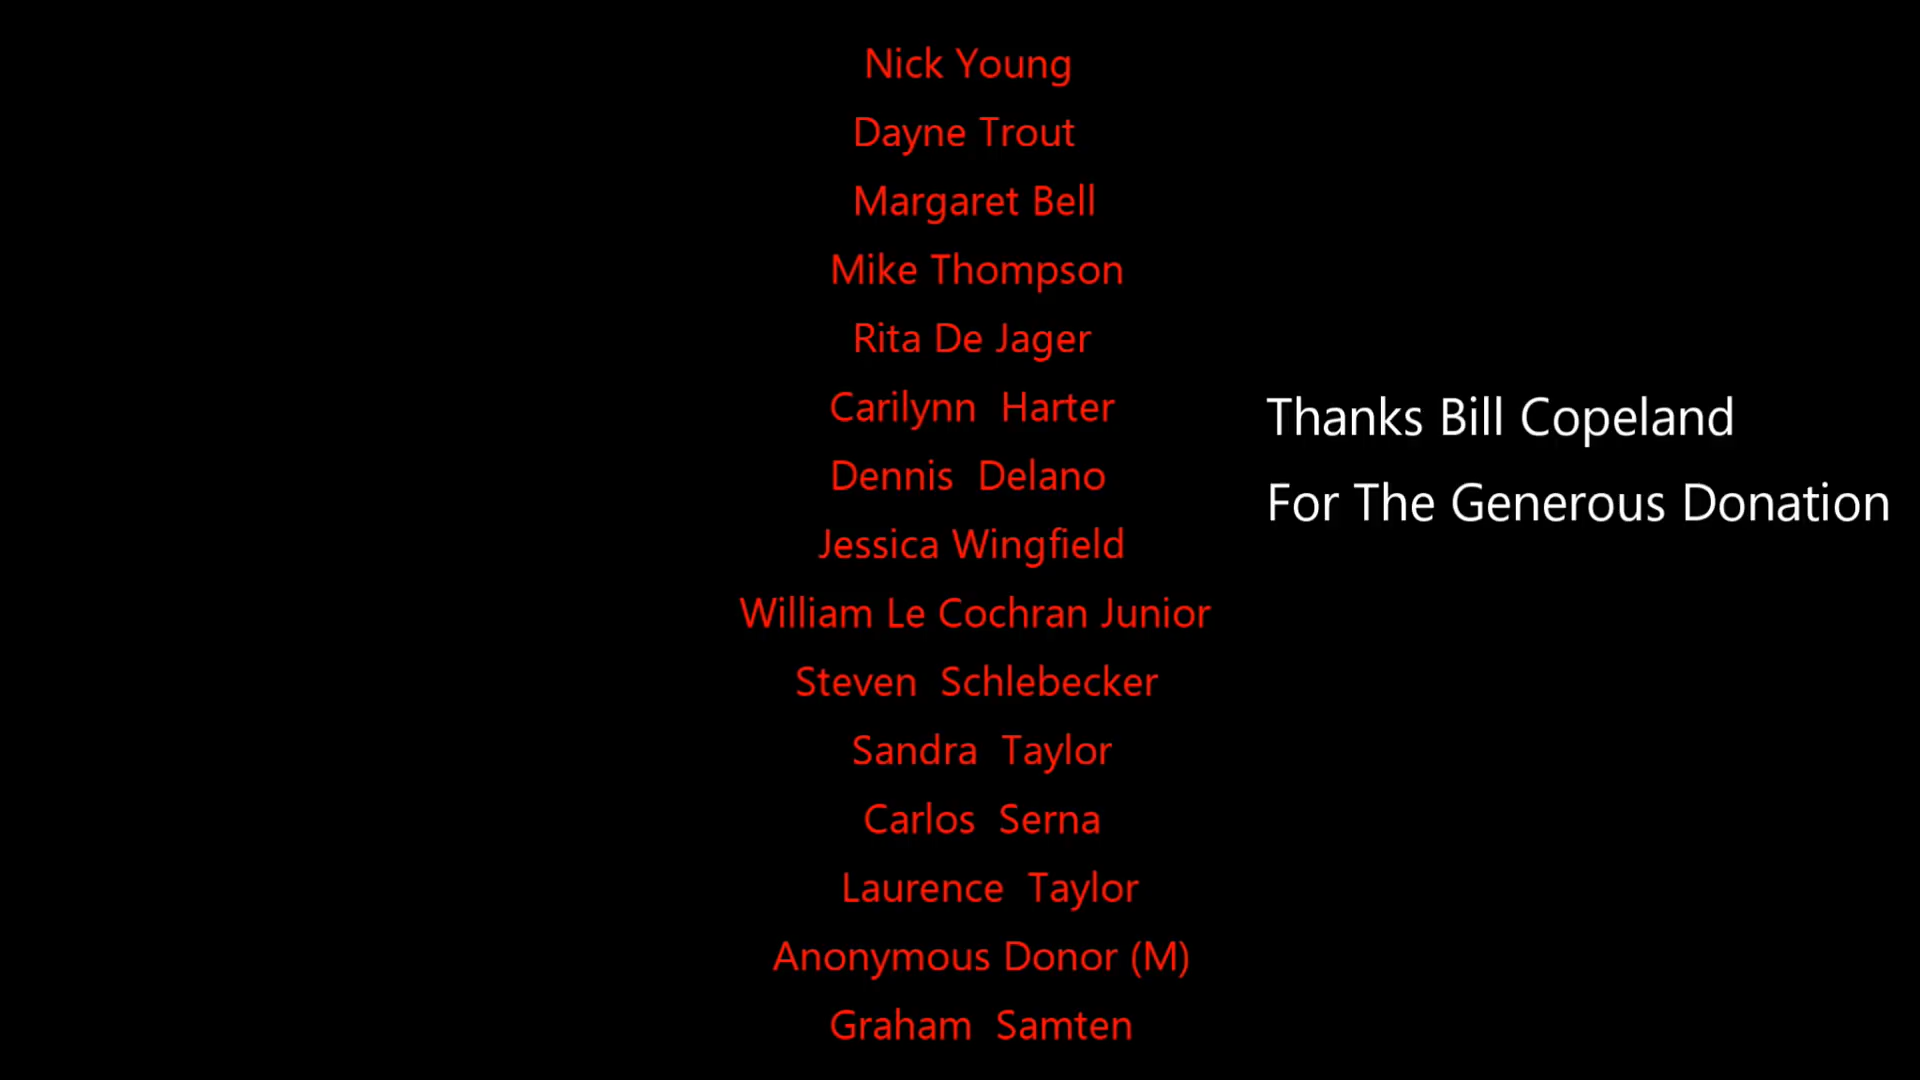 Nick Young
Dayne Trout
Margaret Bell
Mike Thompson
Rita De Jager
Carilynn  Harter
Dennis  Delano
Jessica Wingfield
William Le Cochran Junior
Steven  Schlebecker
Sandra  Taylor
Carlos  Serna
Laurence  Taylor
Anonymous Donor (M)
Graham  Samten
Thanks Bill Copeland
For The Generous Donation